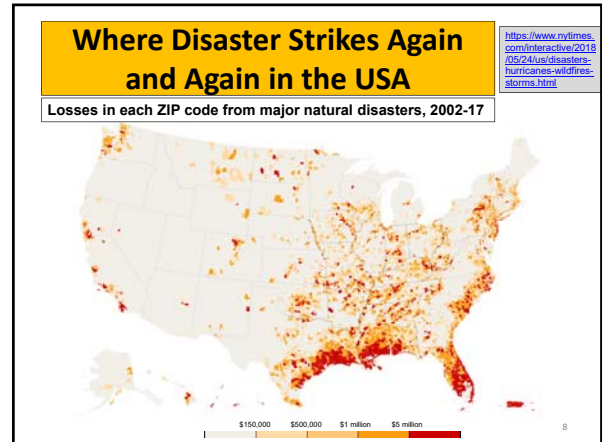 Where Disaster Strikes Again
and Again in the USA
https://www.nytimes.
com/interactive/2018
/05/24/us/disasters-
hurricanes-wildfires-
storms.html
Losses in each ZIP code from major natural disasters, 2002-17
$150,000 $500,000 $1 million $5 million
8